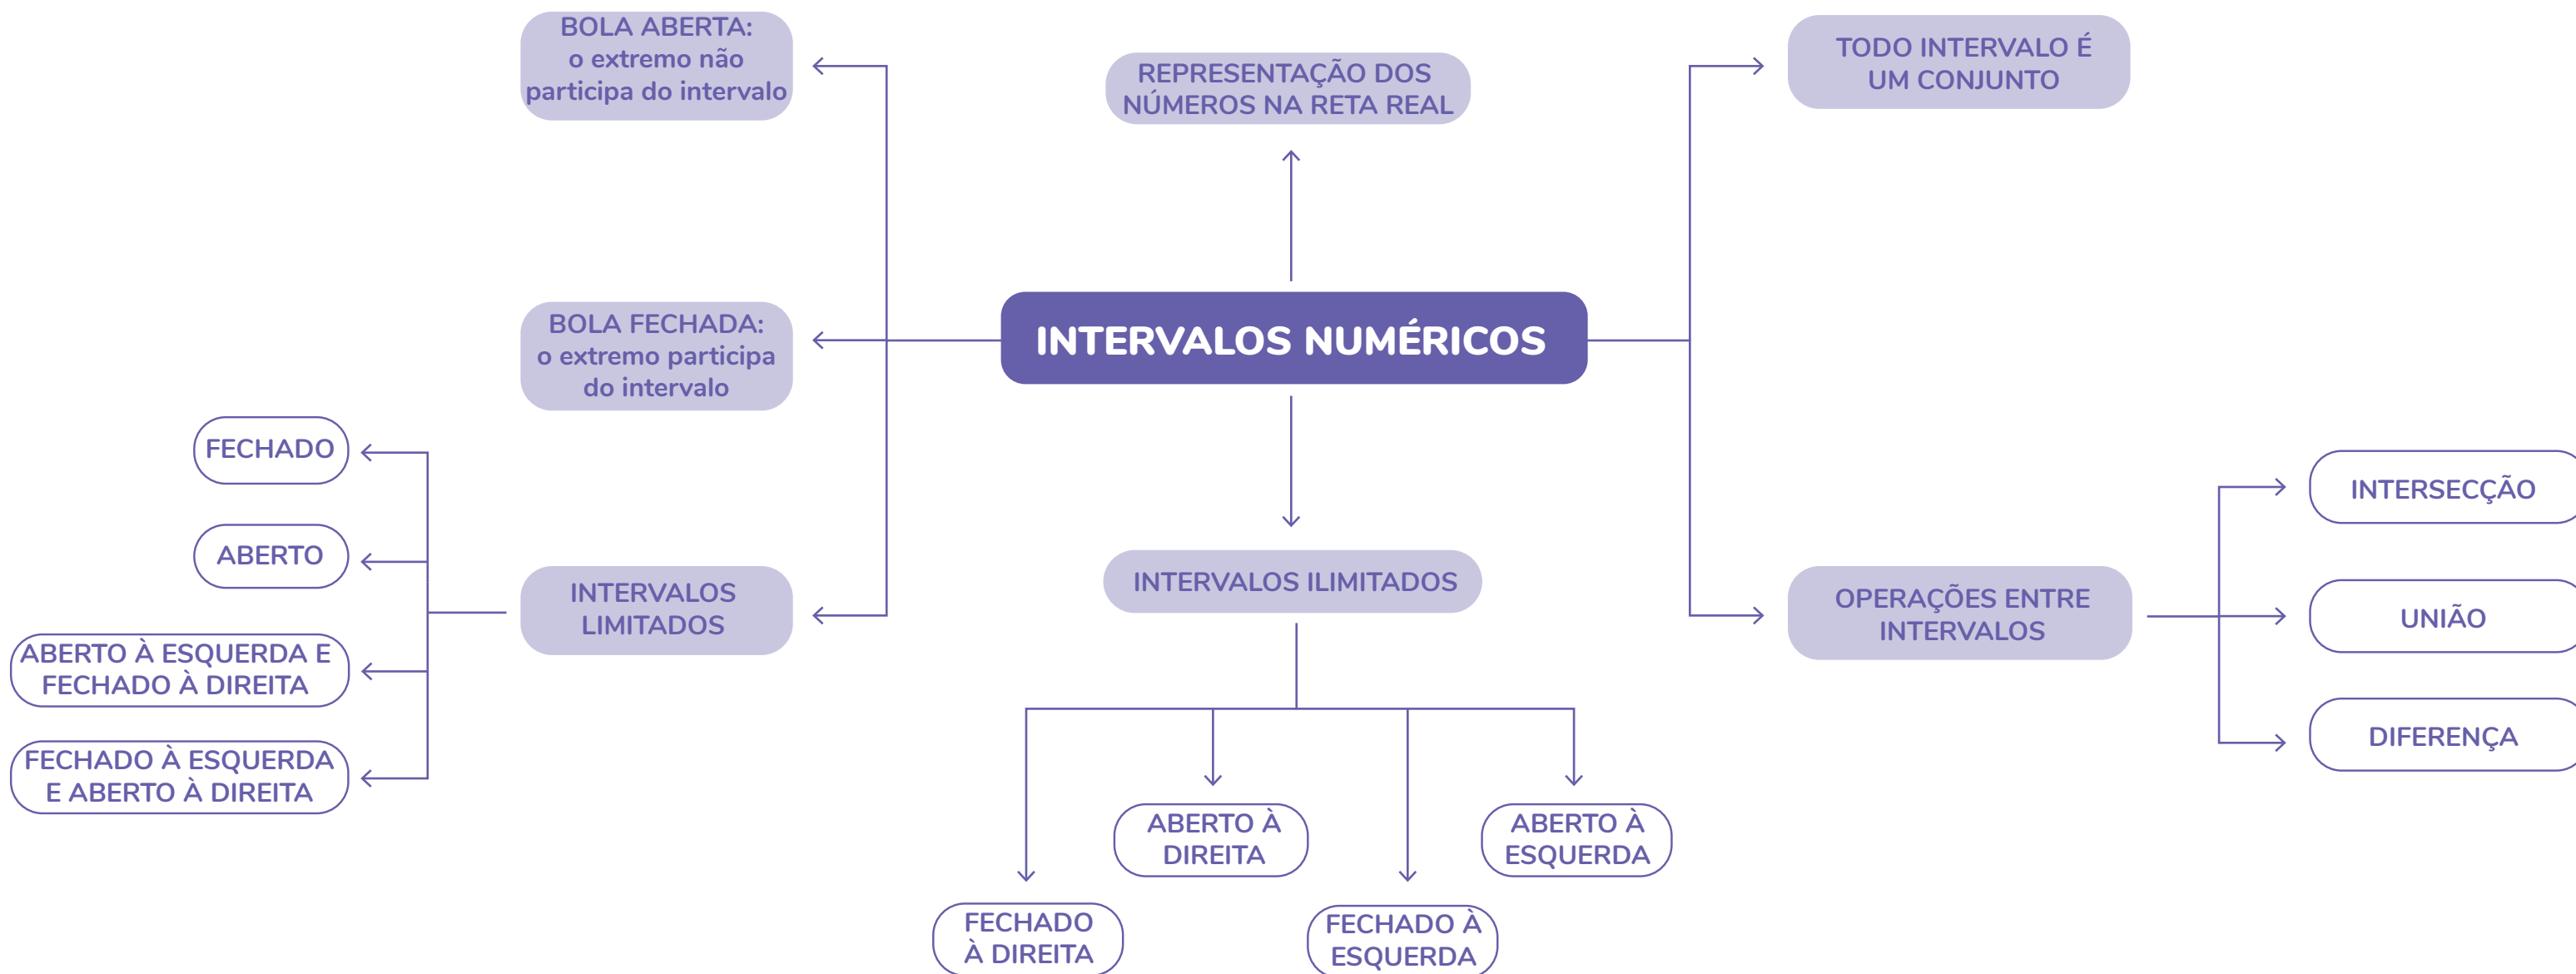 BOLA ABERTA:
o extremo não
participa do intervalo
REPRESENTAÇÃO DOS
NÚMEROS NA RETA REAL
TODO INTERVALO É
UM CONJUNTO
BOLA FECHADA:
o extremo participa
do intervalo
INTERVALOS NUMÉRICOS
FECHADO
ABERTO
ABERTO À ESQUERDA E
FECHADO À DIREITA
FECHADO À ESQUERDA
E ABERTO À DIREITA
INTERVALOS
LIMITADOS
INTERVALOS ILIMITADOS
OPERAÇÕES ENTRE
INTERVALOS
INTERSECÇÃO
UNIÃO
DIFERENÇA
FECHADO
À DIREITA
ABERTO À
DIREITA
FECHADO À
ESQUERDA
ABERTO À
ESQUERDA